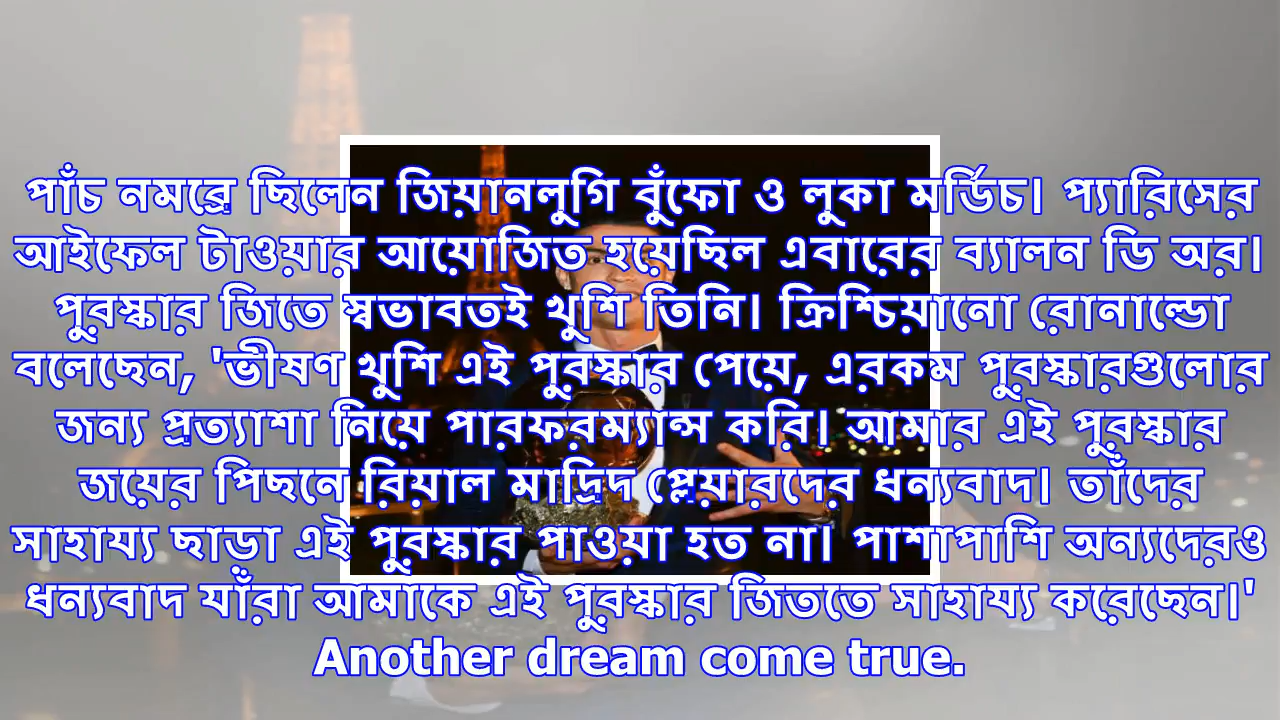 পাঁচ নমব্রে ছিলেন জিয়ানলুগি বুঁফো ও লুকা মর্ডিচ। প্যারিসের
আইফেল টাওয়ার আয়োজিত হয়েছিল এবারের ব্যালন ডি অর।
পুরস্কার জিতে স্বভাবতই খুশি তিনি। ক্রিশ্চিয়ানো রোনাল্ডো
বলেছেন, 'ভীষণ খুশি এই পুরস্কার পেয়ে, এরকম পুরস্কারগুলোর
জন্য প্রত্যাশা নিয়ে পারফরম্যান্স করি। আমার এই পুরস্কার
জয়ের পিছনে রিয়াল মাদ্রিদ প্লেয়ারদের ধন্যবাদ। তাঁদের
সাহায্য ছাড়া এই পুরস্কার পাওয়া হত না। পাশাপাশি অন্যদেরও
ধন্যবাদ যাঁরা আমাকে এই পুরস্কার জিততে সাহায্য করেছেন।'
Another dream come true.